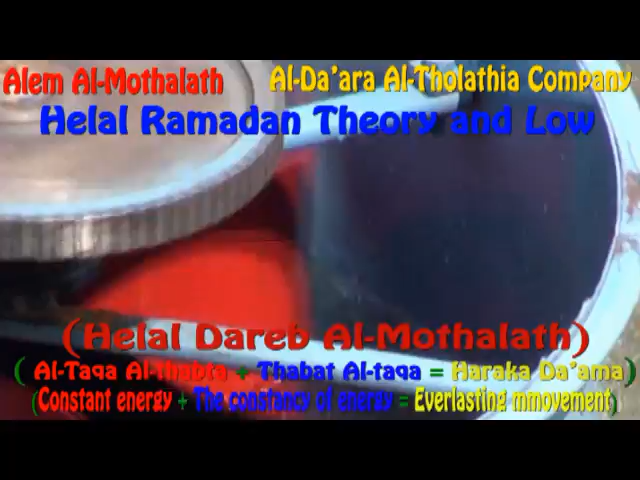 Alem Al-Mothalath Al-Da'ara Al-Tholathia Company
Helal Ramadan Theory and Low
(Helal Dareb Al-Mothalath)
( Al-Taqa Al-thabta + Thabat Al-taqa = Haraka Da'ama)
(Constant energy + The constancy of energy = Everlasting mmovement)